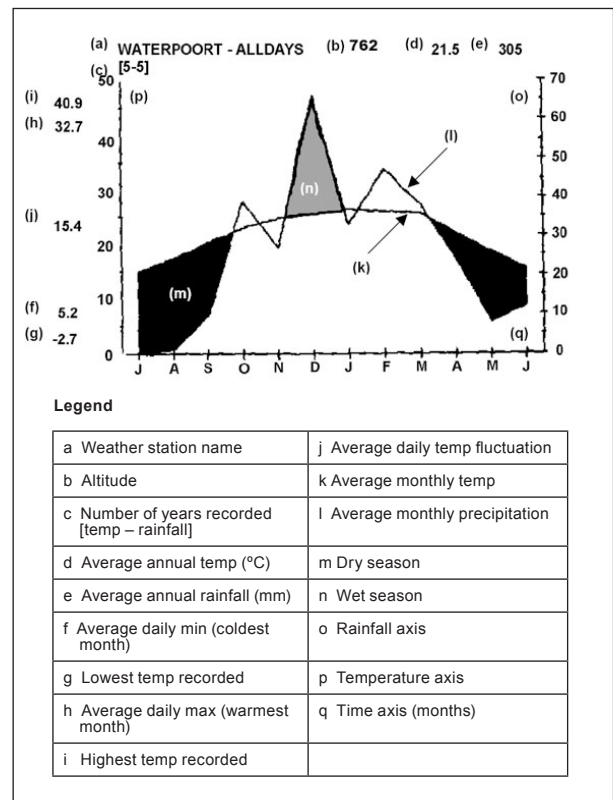 (a) WATERPOORT - ALLDAYS (b) 762 (d) 21.5 (e) 305
(c) [5-5]
50 (p) (o) 70
(i) 40.9
60
(h) 32.7
40 (l)
50
(n)
30 40
(j) 15.4
30
20 (k)
(m) 20
10
(f) 5.2 10
(g) -2.7 (q)
0 0
J A S O N D J F M A M J
Legend
a Weather station name
b Altitude
c Number of years recorded
[temp – rainfall]
d Average annual temp (ºC)
e Average annual rainfall (mm)
f Average daily min (coldest
month)
g Lowest temp recorded
h Average daily max (warmest
month)
i Highest temp recorded
j Average daily temp fluctuation
k Average monthly temp
l Average monthly precipitation
m Dry season
n Wet season
o Rainfall axis
p Temperature axis
q Time axis (months)